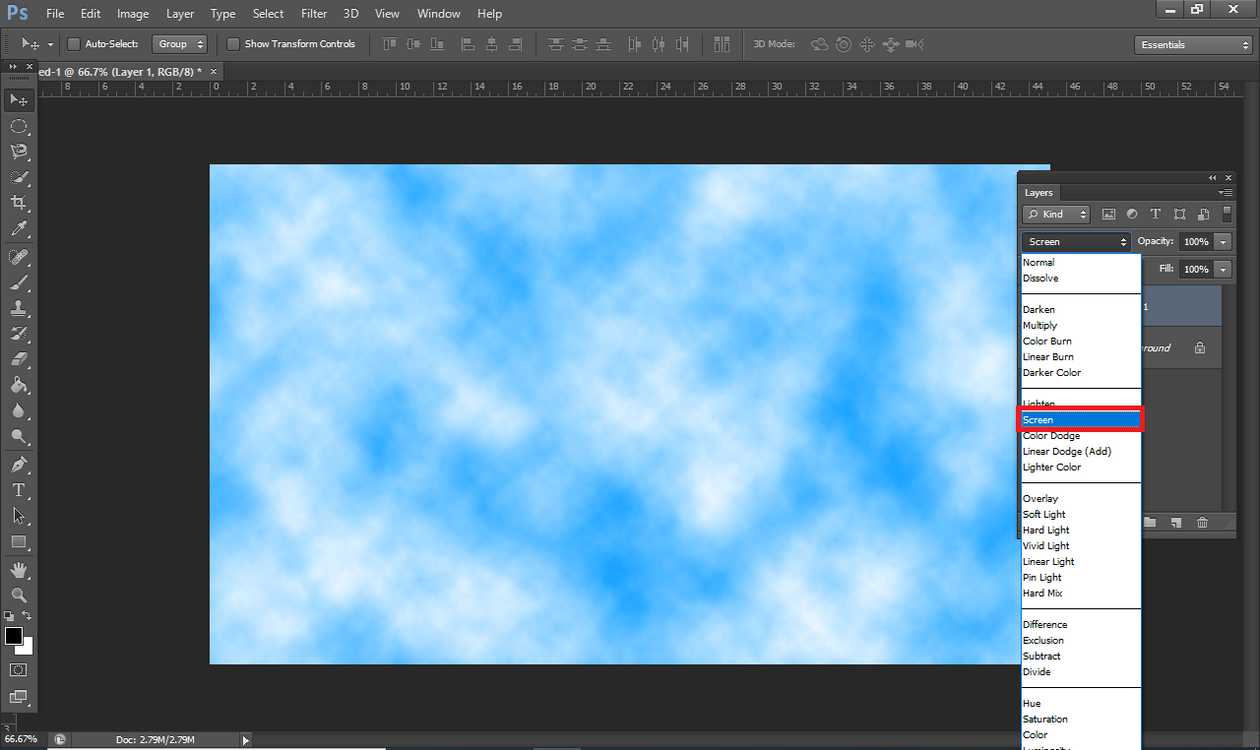 Ps File Edit Image Layer Type Select Filter 3D View Window Help
Auto-Select: Group Show Transform Controls 3D Mode: Essentials
ed-1 @ 66.7% (Layer 1, RGB/8) * ×
8 6 4 2 0 2 4 6 8 10 12 14 16 18 20 22 24 26 28 30 32 34 36 38 40 42 44 46 48 50 52 54
Layers
Kind
Screen Opacity: 100%
Fill: 100%
1
round
Normal
Dissolve
Darken
Multiply
Color Burn
Linear Burn
Darker Color
Lighten
Screen
Color Dodge
Linear Dodge (Add)
Lighter Color
Overlay
Soft Light
Hard Light
Vivid Light
Linear Light
Pin Light
Hard Mix
Difference
Exclusion
Subtract
Divide
Hue
Saturation
Color
Luminosity
3
66.67% Doc: 2.79M/2.79M